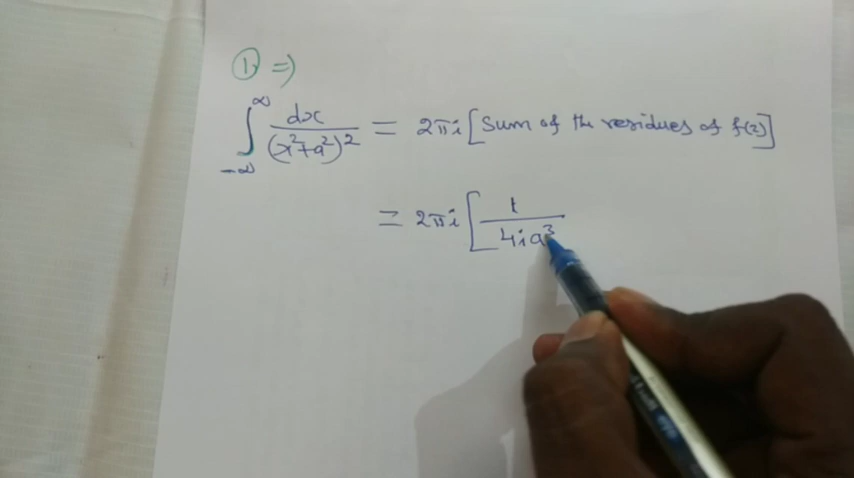 ① ⇒
∫_{-∞}^{∞} dx/(x²+a²)² = 2πi [Sum of the residues of f(z)]
= 2πi [1/4ia³